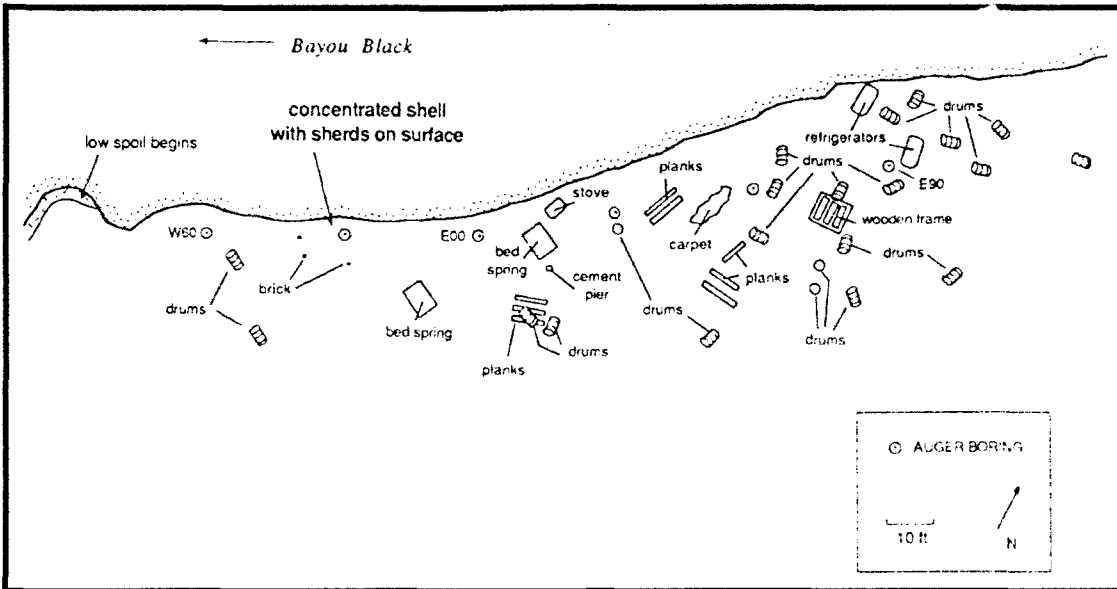 Bayou Black
concentrated shell
with sherds on surface
low spoil begins
drums
refrigerators
drums
planks
E90
stove
wooden frame
W60
E00
carpet
bed
spring
cement
pier
drums
planks
brick
drums
bed spring
drums
drums
drums
planks
AUGER BORING
10 ft
N